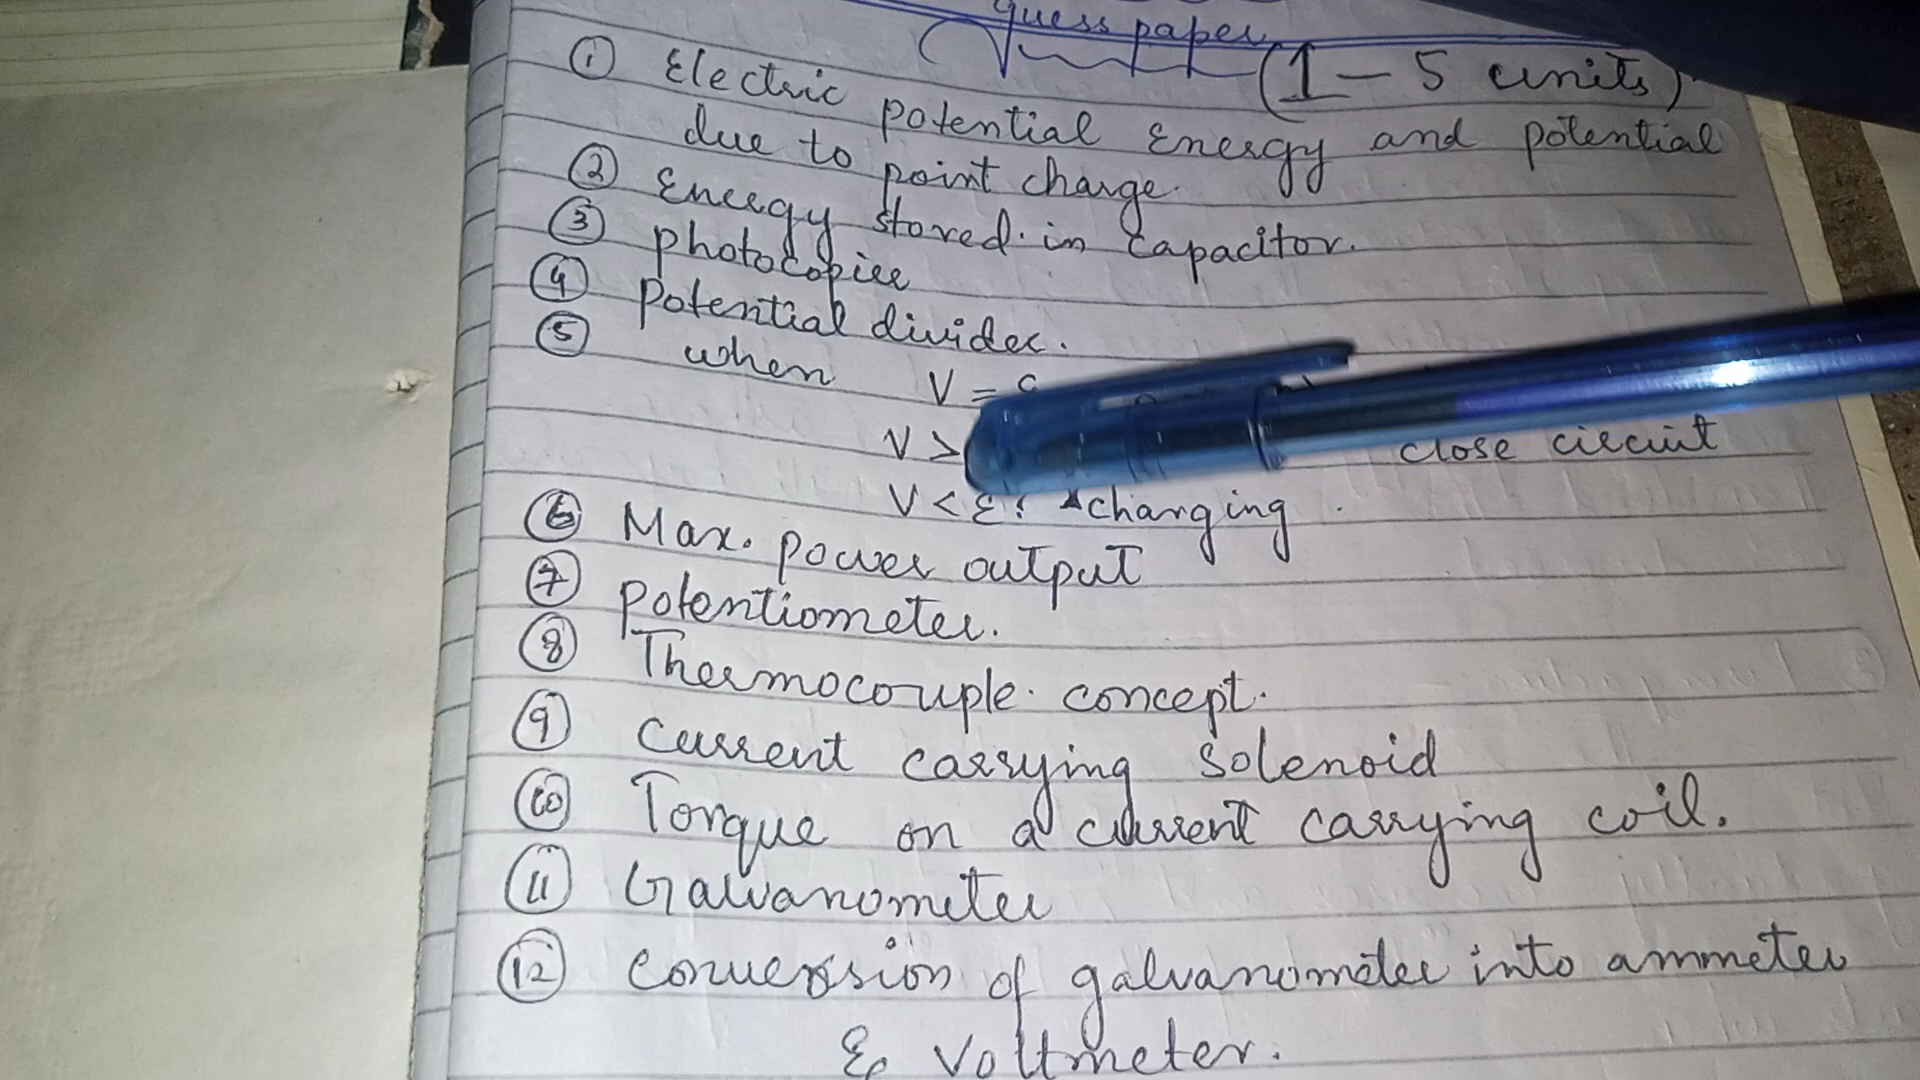 guess paper
(1 – 5 units)
① Electric potential Energy and potential
due to point charge.
② Energy stored in capacitor.
③ photocopier
④ Potential divider.
⑤ when V =
V > close circuit
V < ε charging
⑥ Max. power output
⑦ Potentiometer.
⑧ Thermocouple concept.
⑨ Current carrying solenoid
⑩ Torque on a current carrying coil.
⑪ Galvanometer
⑫ Conversion of galvanometer into ammeter
& Voltmeter.